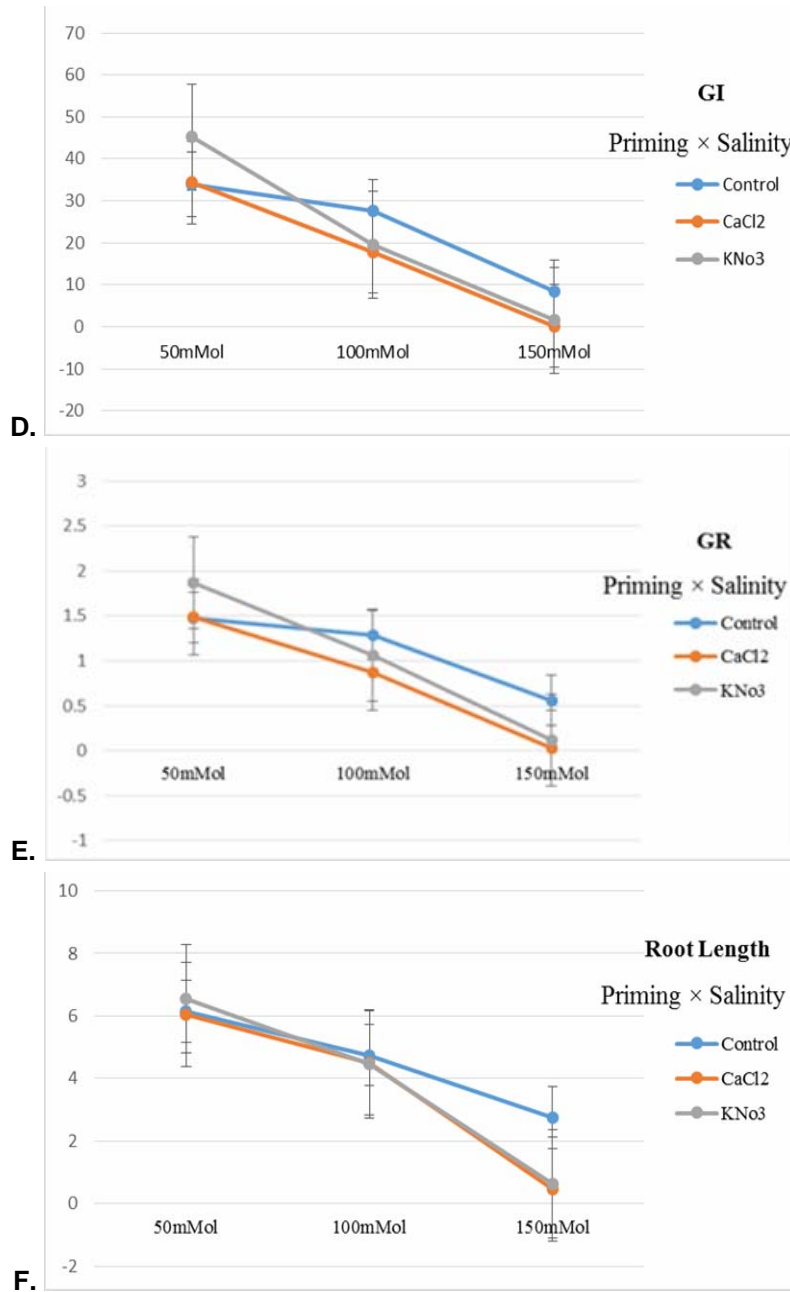 70
60
50
40
30
20
10
0
-10
-20
50mMol 100mMol 150mMol
GI
Priming × Salinity
Control
CaCl2
KNo3
D.
3
2.5
2
1.5
1
0.5
0
-0.5
-1
50mMol 100mMol 150mMol
GR
Priming × Salinity
Control
CaCl2
KNo3
E.
10
8
6
4
2
0
-2
50mMol 100mMol 150mMol
Root Length
Priming × Salinity
Control
CaCl2
KNo3
F.